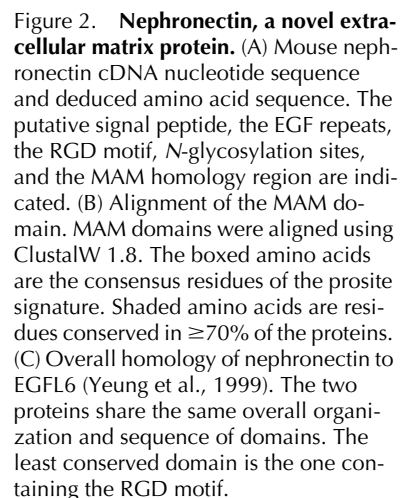 Figure 2. Nephronectin, a novel extra-
cellular matrix protein. (A) Mouse neph-
ronectin cDNA nucleotide sequence
and deduced amino acid sequence. The
putative signal peptide, the EGF repeats,
the RGD motif, N-glycosylation sites,
and the MAM homology region are indi-
cated. (B) Alignment of the MAM do-
main. MAM domains were aligned using
ClustalW 1.8. The boxed amino acids
are the consensus residues of the prosite
signature. Shaded amino acids are resi-
dues conserved in ≥70% of the proteins.
(C) Overall homology of nephronectin to
EGFL6 (Yeung et al., 1999). The two
proteins share the same overall organi-
zation and sequence of domains. The
least conserved domain is the one con-
taining the RGD motif.